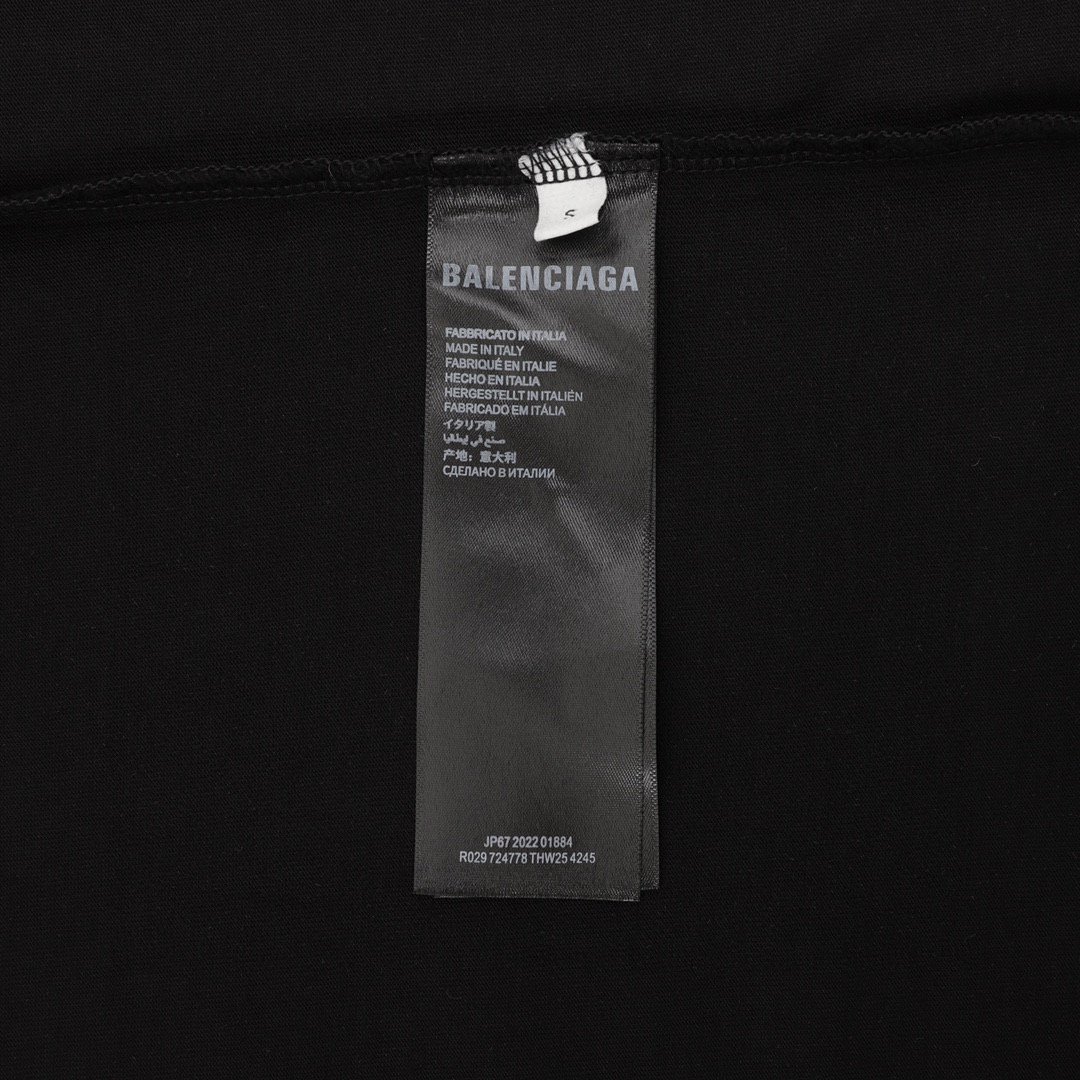 S
BALENCIAGA
FABBRICATO IN ITALIA
MADE IN ITALY
FABRIQUÉ EN ITALIE
HECHO EN ITALIA
HERGESTELLT IN ITALIÉN
FABRICADO EM ITÁLIA
イタリア製
صنع في إيطاليا
产地：意大利
СДЕЛАНО В ИТАЛИИ
JP67 2022 01884
R029 724778 THW25 4245